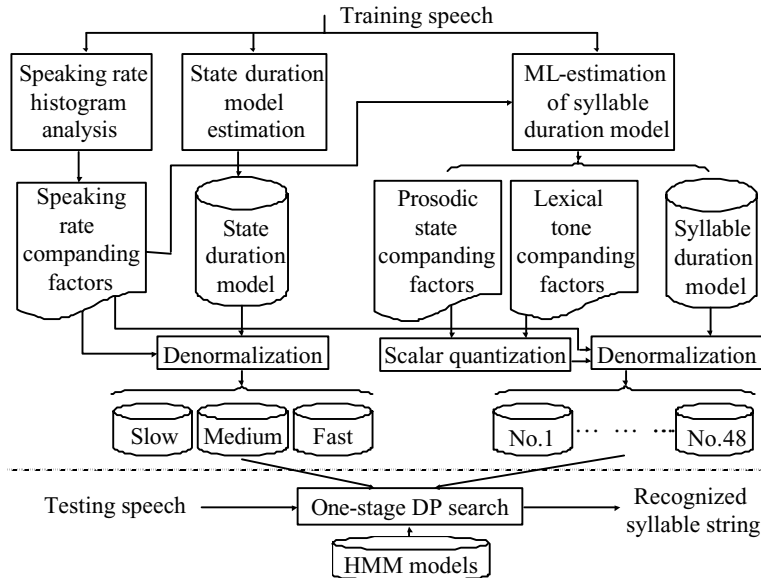 Training speech
Speaking rate
histogram
analysis
State duration
model
estimation
ML-estimation
of syllable
duration model
Speaking
rate
companding
factors
State
duration
model
Prosodic
state
companding
factors
Lexical
tone
companding
factors
Syllable
duration
model
Denormalization
Scalar quantization
Denormalization
Slow
Medium
Fast
No.1
... ... ...
No.48
Testing speech
One-stage DP search
Recognized
syllable string
HMM models